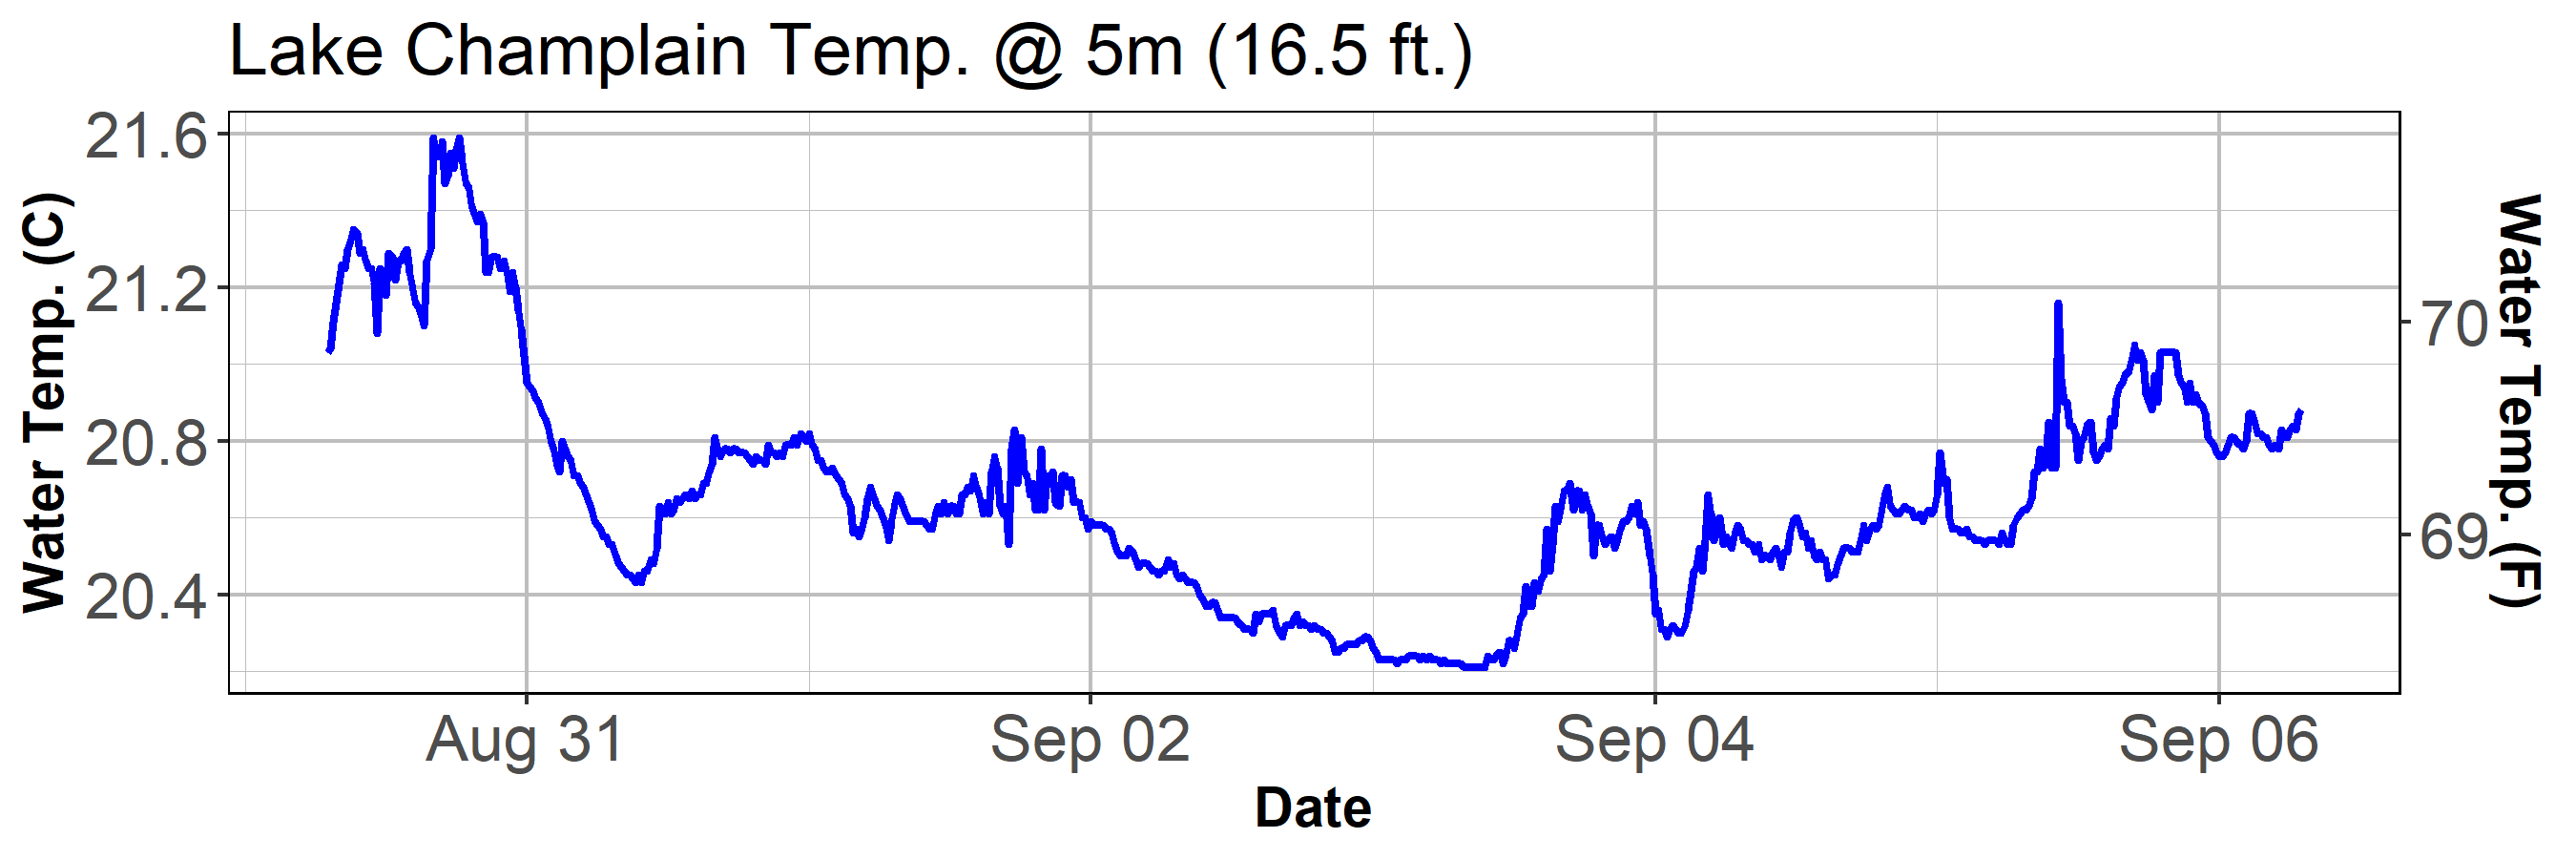 Lake Champlain Temp. @ 5m (16.5 ft.)
Water Temp. (C)
21.6
21.2
20.8
20.4
70
69
Water Temp. (F)
Aug 31 Sep 02 Sep 04 Sep 06
Date